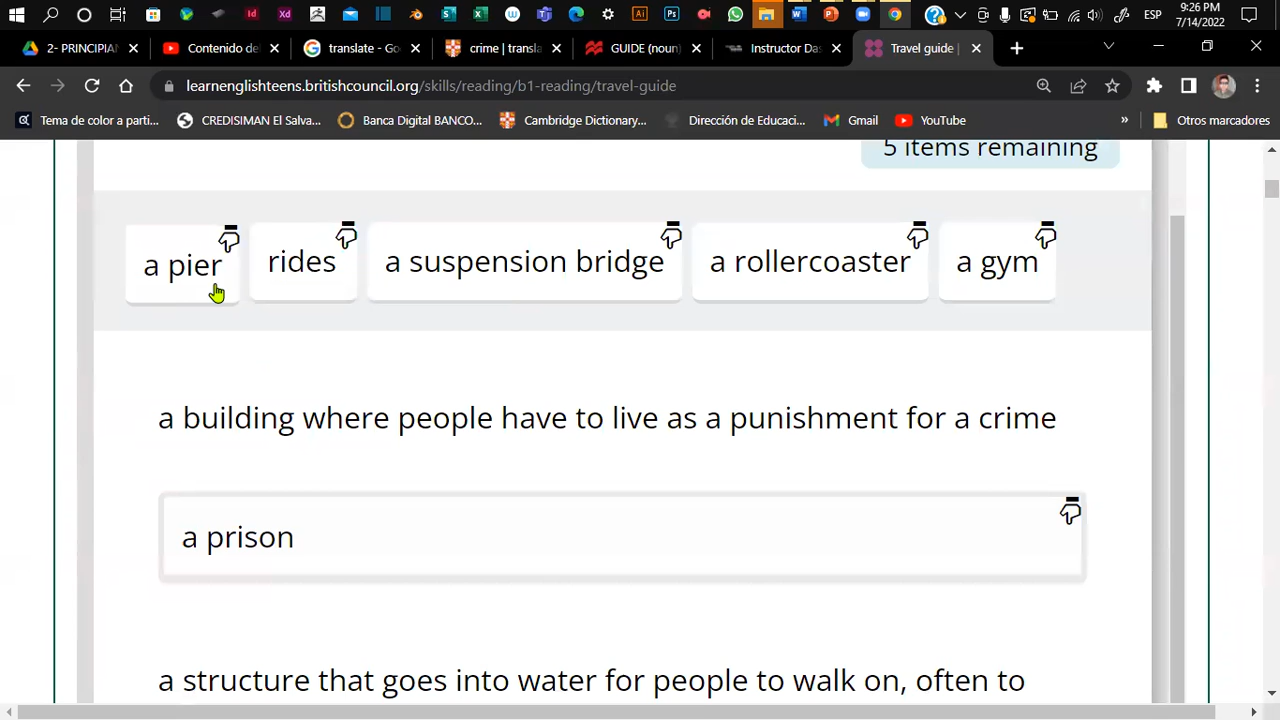 9:26 PM
ESP
7/14/2022
2- PRINCIPIAN
Contenido de
translate - Go
crime | transl
GUIDE (noun)
Instructor Das
Travel guide |
learnenglishteens.britishcouncil.org/skills/reading/b1-reading/travel-guide
Tema de color a parti...
CREDISIMAN El Salva...
Banca Digital BANCO...
Cambridge Dictionary...
Dirección de Educaci...
Gmail
YouTube
Otros marcadores
5 items remaining
a pier
rides
a suspension bridge
a rollercoaster
a gym
a building where people have to live as a punishment for a crime
a prison
a structure that goes into water for people to walk on, often to